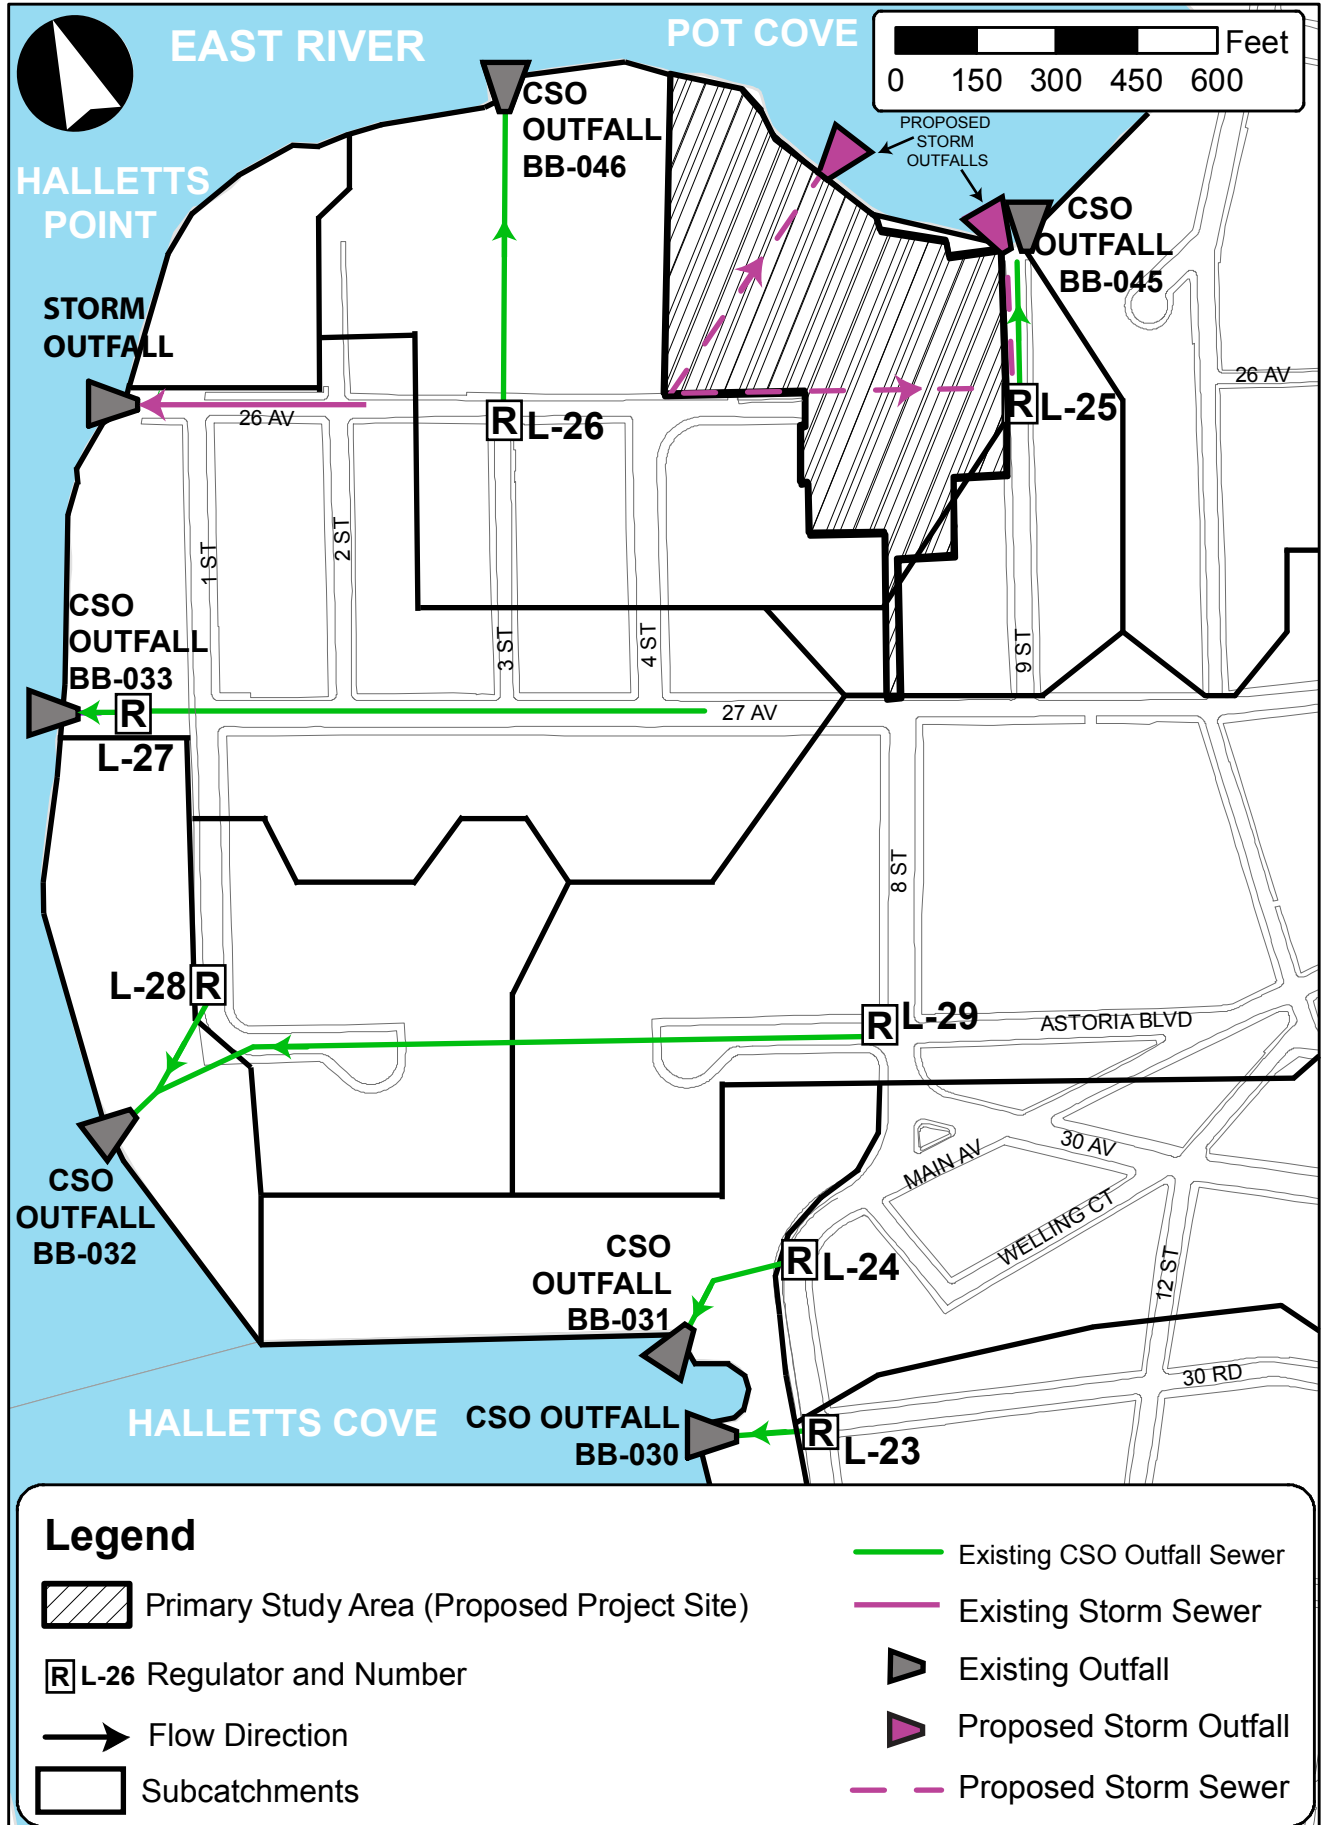 EAST RIVER
POT COVE
Feet
0 150 300 450 600
CSO
OUTFALL
BB-046
PROPOSED
STORM
OUTFALLS
HALLETTS
POINT
CSO
OUTFALL
BB-045
STORM
OUTFALL
26 AV
26 AV
R L-26
R L-25
1 ST
2 ST
3 ST
4 ST
9 ST
CSO
OUTFALL
BB-033
R
L-27
27 AV
8 ST
L-28 R
R L-29
ASTORIA BLVD
MAIN AV
30 AV
WELLING CT
12 ST
CSO
OUTFALL
BB-032
CSO
OUTFALL
BB-031
R L-24
30 RD
HALLETTS COVE
CSO OUTFALL
BB-030
R
L-23
Legend
Primary Study Area (Proposed Project Site)
R L-26 Regulator and Number
Flow Direction
Subcatchments
Existing CSO Outfall Sewer
Existing Storm Sewer
Existing Outfall
Proposed Storm Outfall
Proposed Storm Sewer